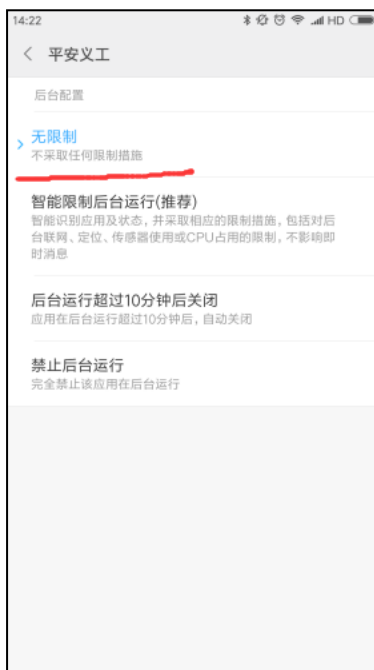 14:22 HD
平安义工
后台配置
无限制
不采取任何限制措施
智能限制后台运行(推荐)
智能识别应用及状态，并采取相应的限制措施，包括对后
台联网、定位、传感器使用或CPU占用的限制，不影响即
时消息
后台运行超过10分钟后关闭
应用在后台运行超过10分钟后，自动关闭
禁止后台运行
完全禁止该应用在后台运行